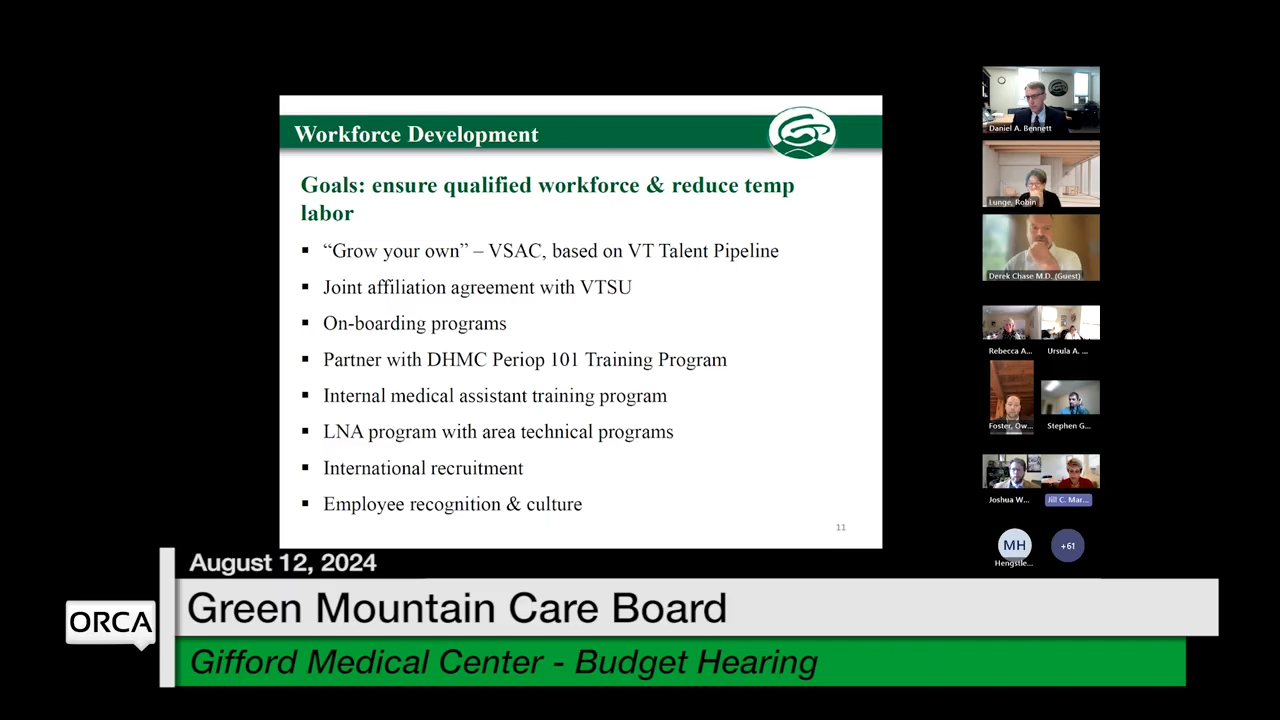 Workforce Development
Goals: ensure qualified workforce & reduce temp
labor
▪ “Grow your own” – VSAC, based on VT Talent Pipeline
▪ Joint affiliation agreement with VTSU
▪ On-boarding programs
▪ Partner with DHMC Periop 101 Training Program
▪ Internal medical assistant training program
▪ LNA program with area technical programs
▪ International recruitment
▪ Employee recognition & culture
11
Daniel A. Bennett
Lunge, Robin
Derek Chase M.D. (Guest)
Rebecca A...
Ursula A. ...
Foster, Ow...
Stephen G...
Joshua W...
Jill C. Mar...
MH
+61
Hengstle...
August 12, 2024
ORCA
Green Mountain Care Board
Gifford Medical Center - Budget Hearing